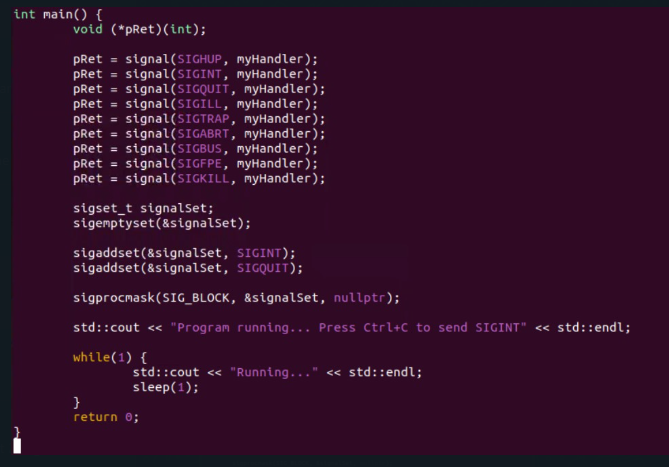 int main() {
        void (*pRet)(int);

        pRet = signal(SIGHUP, myHandler);
        pRet = signal(SIGINT, myHandler);
        pRet = signal(SIGQUIT, myHandler);
        pRet = signal(SIGILL, myHandler);
        pRet = signal(SIGTRAP, myHandler);
        pRet = signal(SIGABRT, myHandler);
        pRet = signal(SIGBUS, myHandler);
        pRet = signal(SIGFPE, myHandler);
        pRet = signal(SIGKILL, myHandler);

        sigset_t signalSet;
        sigemptyset(&signalSet);

        sigaddset(&signalSet, SIGINT);
        sigaddset(&signalSet, SIGQUIT);

        sigprocmask(SIG_BLOCK, &signalSet, nullptr);

        std::cout << "Program running... Press Ctrl+C to send SIGINT" << std::endl;

        while(1) {
                std::cout << "Running..." << std::endl;
                sleep(1);
        }
        return 0;
}